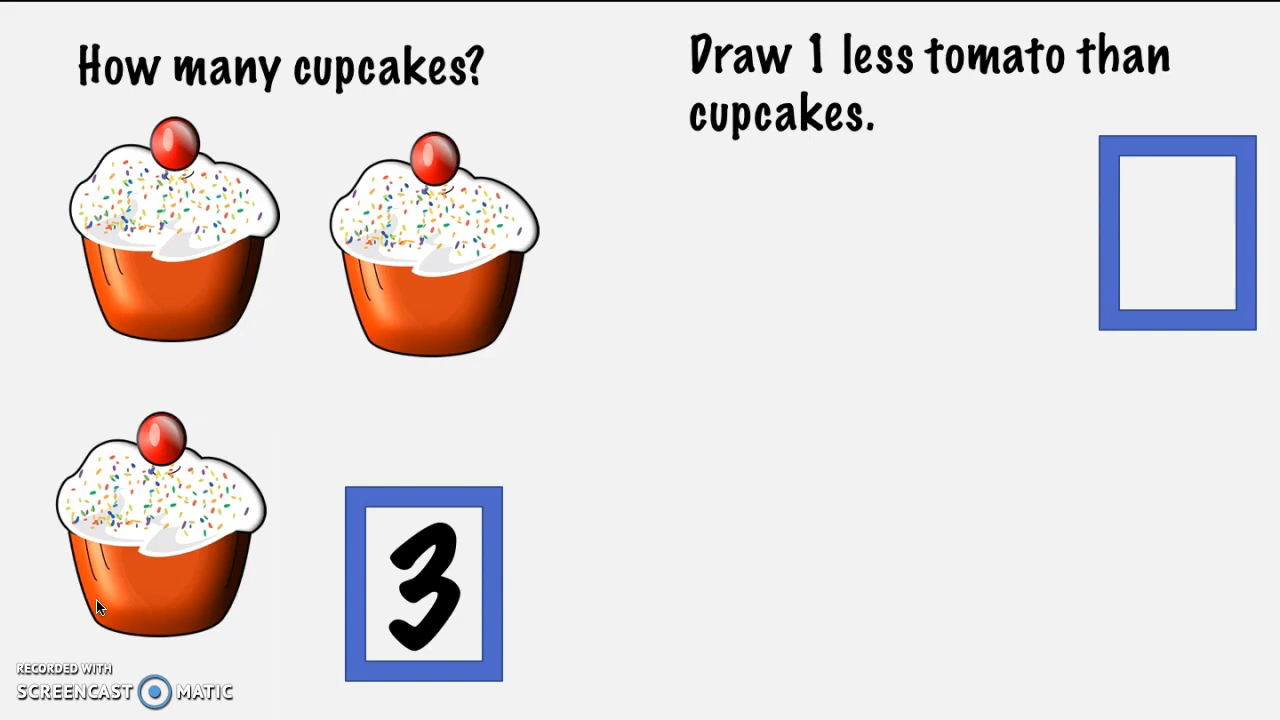 How many cupcakes?
Draw 1 less tomato than
cupcakes.
3
RECORDED WITH
SCREENCAST MATIC